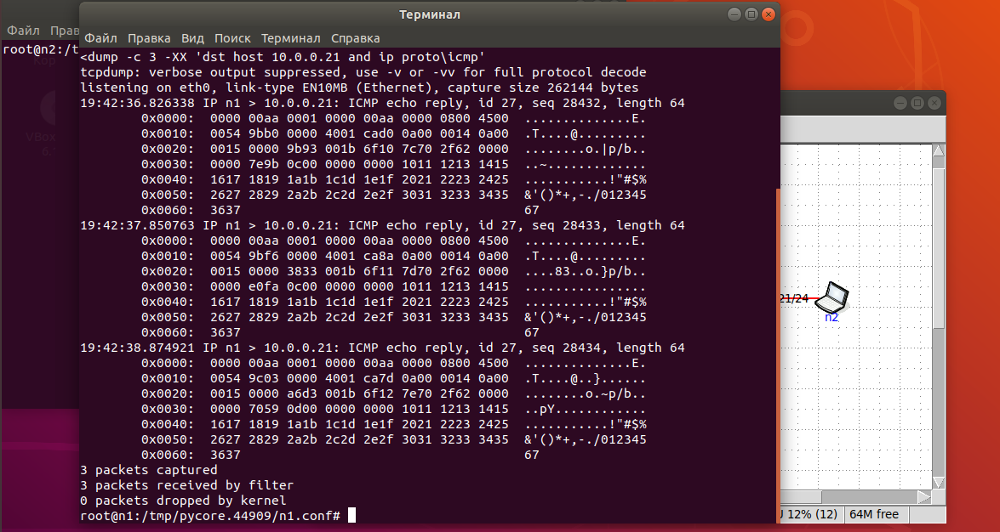 Терминал
Файл Правка Вид Поиск Терминал Справка
<dump -c 3 -XX 'dst host 10.0.0.21 and ip proto\icmp'
tcpdump: verbose output suppressed, use -v or -vv for full protocol decode
listening on eth0, link-type EN10MB (Ethernet), capture size 262144 bytes
19:42:36.826338 IP n1 > 10.0.0.21: ICMP echo reply, id 27, seq 28432, length 64
0x0000: 0000 00aa 0001 0000 00aa 0000 0800 4500 ..............E.
0x0010: 0054 9bb0 0000 4001 cad0 0a00 0014 0a00 .T....@.........
0x0020: 0015 0000 9b93 001b 6f10 7c70 2f62 0000 ........o.|p/b..
0x0030: 0000 7e9b 0c00 0000 0000 1011 1213 1415 ..~.............
0x0040: 1617 1819 1a1b 1c1d 1e1f 2021 2223 2425 ...........!"#$%
0x0050: 2627 2829 2a2b 2c2d 2e2f 3031 3233 3435 &'()*+,-./012345
0x0060: 3637 67
19:42:37.850763 IP n1 > 10.0.0.21: ICMP echo reply, id 27, seq 28433, length 64
0x0000: 0000 00aa 0001 0000 00aa 0000 0800 4500 ..............E.
0x0010: 0054 9bf6 0000 4001 ca8a 0a00 0014 0a00 .T....@.........
0x0020: 0015 0000 3833 001b 6f11 7d70 2f62 0000 ....83..o.}p/b..
0x0030: 0000 e0fa 0c00 0000 0000 1011 1213 1415 ................
0x0040: 1617 1819 1a1b 1c1d 1e1f 2021 2223 2425 ...........!"#$%
0x0050: 2627 2829 2a2b 2c2d 2e2f 3031 3233 3435 &'()*+,-./012345
0x0060: 3637 67
19:42:38.874921 IP n1 > 10.0.0.21: ICMP echo reply, id 27, seq 28434, length 64
0x0000: 0000 00aa 0001 0000 00aa 0000 0800 4500 ..............E.
0x0010: 0054 9c03 0000 4001 ca7d 0a00 0014 0a00 .T....@..}......
0x0020: 0015 0000 a6d3 001b 6f12 7e70 2f62 0000 ........o.~p/b..
0x0030: 0000 7059 0d00 0000 0000 1011 1213 1415 ..pY............
0x0040: 1617 1819 1a1b 1c1d 1e1f 2021 2223 2425 ...........!"#$%
0x0050: 2627 2829 2a2b 2c2d 2e2f 3031 3233 3435 &'()*+,-./012345
0x0060: 3637 67
3 packets captured
3 packets received by filter
0 packets dropped by kernel
root@n1:/tmp/pycore.44909/n1.conf#
Файл Прав
root@n2:/t
21/24
n2
12% (12) 64M free